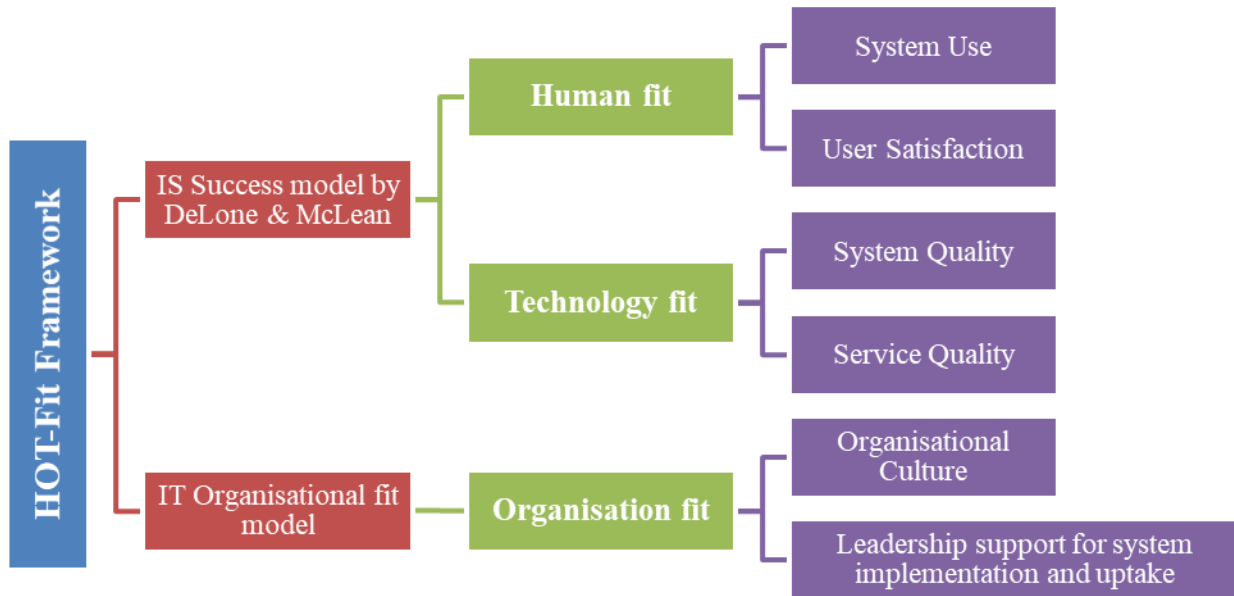 HOT-Fit Framework
IS Success model by
DeLone & McLean
Human fit
System Use
User Satisfaction
Technology fit
System Quality
Service Quality
IT Organisational fit
model
Organisation fit
Organisational
Culture
Leadership support for system
implementation and uptake